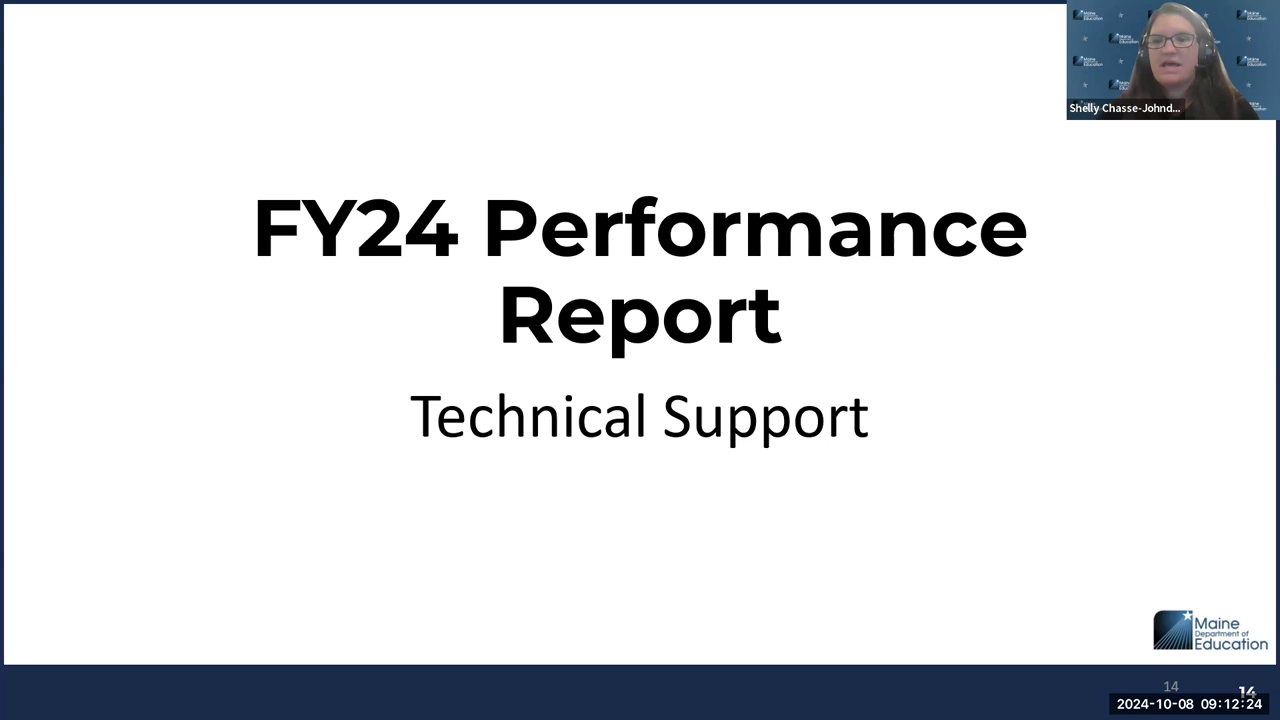 Shelly Chasse-Johnd...
FY24 Performance
Report
Technical Support
Maine
Department of
Education
14
14
2024-10-08 09:12:24